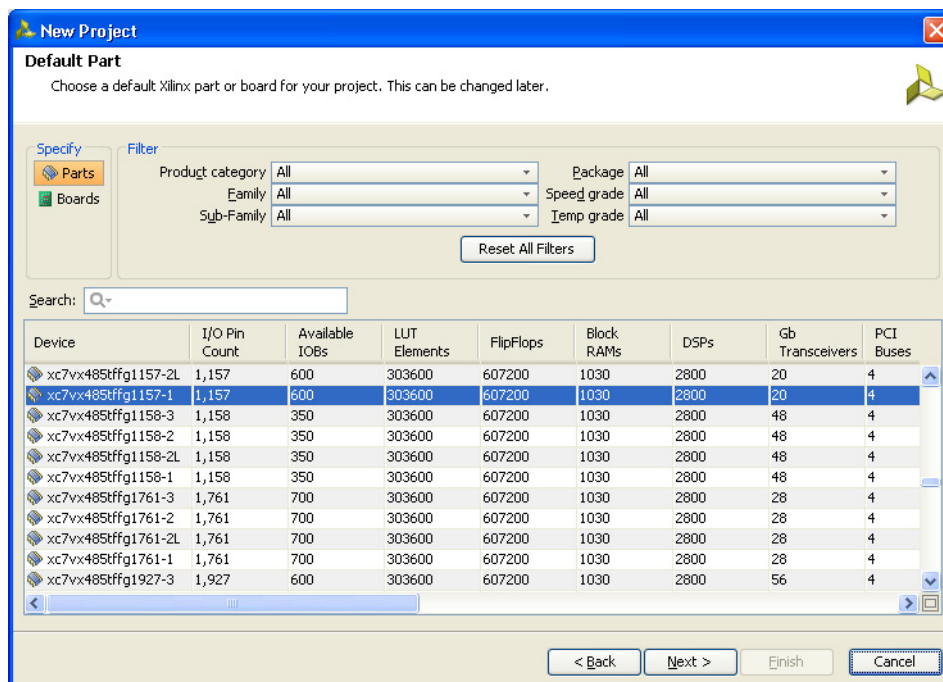 New Project
Default Part
Choose a default Xilinx part or board for your project. This can be changed later.
Specify
Filter
Parts
Boards
Product category All
Package All
Family All
Speed grade All
Sub-Family All
Temp grade All
Reset All Filters
Search:
Device I/O Pin Count Available IOBs LUT Elements FlipFlops Block RAMs DSPs Gb Transceivers PCI Buses
xc7vx485tffg1157-2L 1,157 600 303600 607200 1030 2800 20 4
xc7vx485tffg1157-1 1,157 600 303600 607200 1030 2800 20 4
xc7vx485tffg1158-3 1,158 350 303600 607200 1030 2800 48 4
xc7vx485tffg1158-2 1,158 350 303600 607200 1030 2800 48 4
xc7vx485tffg1158-2L 1,158 350 303600 607200 1030 2800 48 4
xc7vx485tffg1158-1 1,158 350 303600 607200 1030 2800 48 4
xc7vx485tffg1761-3 1,761 700 303600 607200 1030 2800 28 4
xc7vx485tffg1761-2 1,761 700 303600 607200 1030 2800 28 4
xc7vx485tffg1761-2L 1,761 700 303600 607200 1030 2800 28 4
xc7vx485tffg1761-1 1,761 700 303600 607200 1030 2800 28 4
xc7vx485tffg1927-3 1,927 600 303600 607200 1030 2800 56 4
< Back Next > Finish Cancel